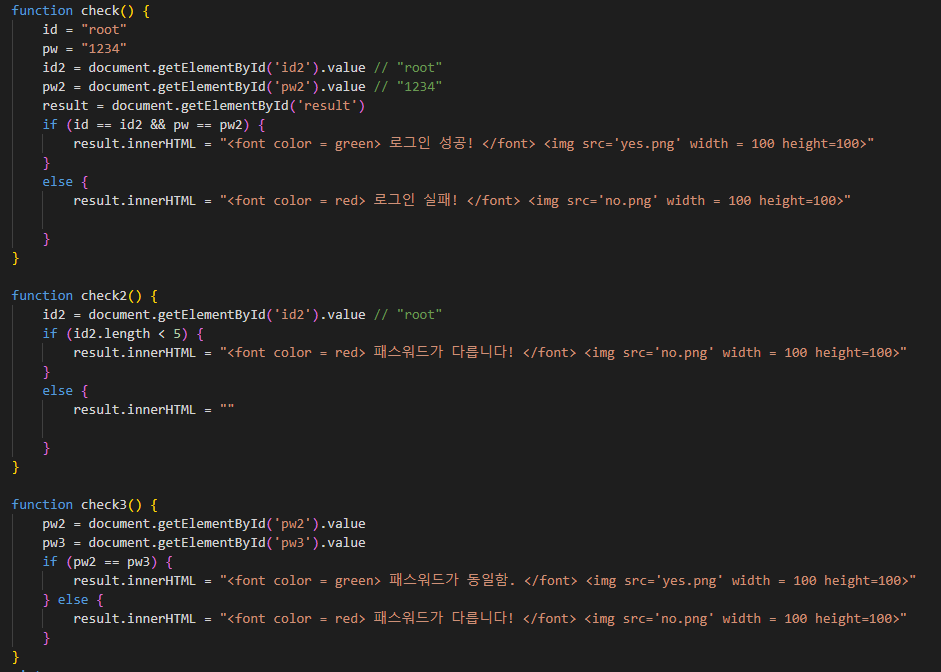 function check() {
    id = "root"
    pw = "1234"
    id2 = document.getElementById('id2').value // "root"
    pw2 = document.getElementById('pw2').value // "1234"
    result = document.getElementById('result')
    if (id == id2 && pw == pw2) {
        result.innerHTML = "<font color = green> 로그인 성공! </font> <img src='yes.png' width = 100 height=100>"
    }
    else {
        result.innerHTML = "<font color = red> 로그인 실패! </font> <img src='no.png' width = 100 height=100>"

    }
}

function check2() {
    id2 = document.getElementById('id2').value // "root"
    if (id2.length < 5) {
        result.innerHTML = "<font color = red> 패스워드가 다릅니다! </font> <img src='no.png' width = 100 height=100>"
    }
    else {
        result.innerHTML = ""

    }
}

function check3() {
    pw2 = document.getElementById('pw2').value
    pw3 = document.getElementById('pw3').value
    if (pw2 == pw3) {
        result.innerHTML = "<font color = green> 패스워드가 동일함. </font> <img src='yes.png' width = 100 height=100>"
    } else {
        result.innerHTML = "<font color = red> 패스워드가 다릅니다! </font> <img src='no.png' width = 100 height=100>"
    }
}